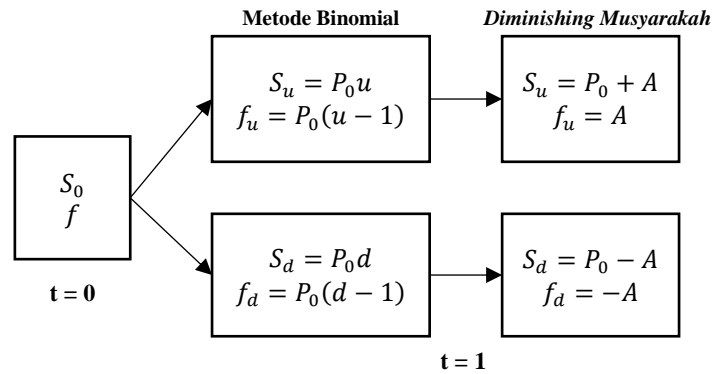 Metode Binomial
Diminishing Musyarakah
S_u = P_0u
f_u = P_0(u − 1)
S_u = P_0 + A
f_u = A
S_0
f
t = 0
S_d = P_0d
f_d = P_0(d − 1)
S_d = P_0 − A
f_d = −A
t = 1